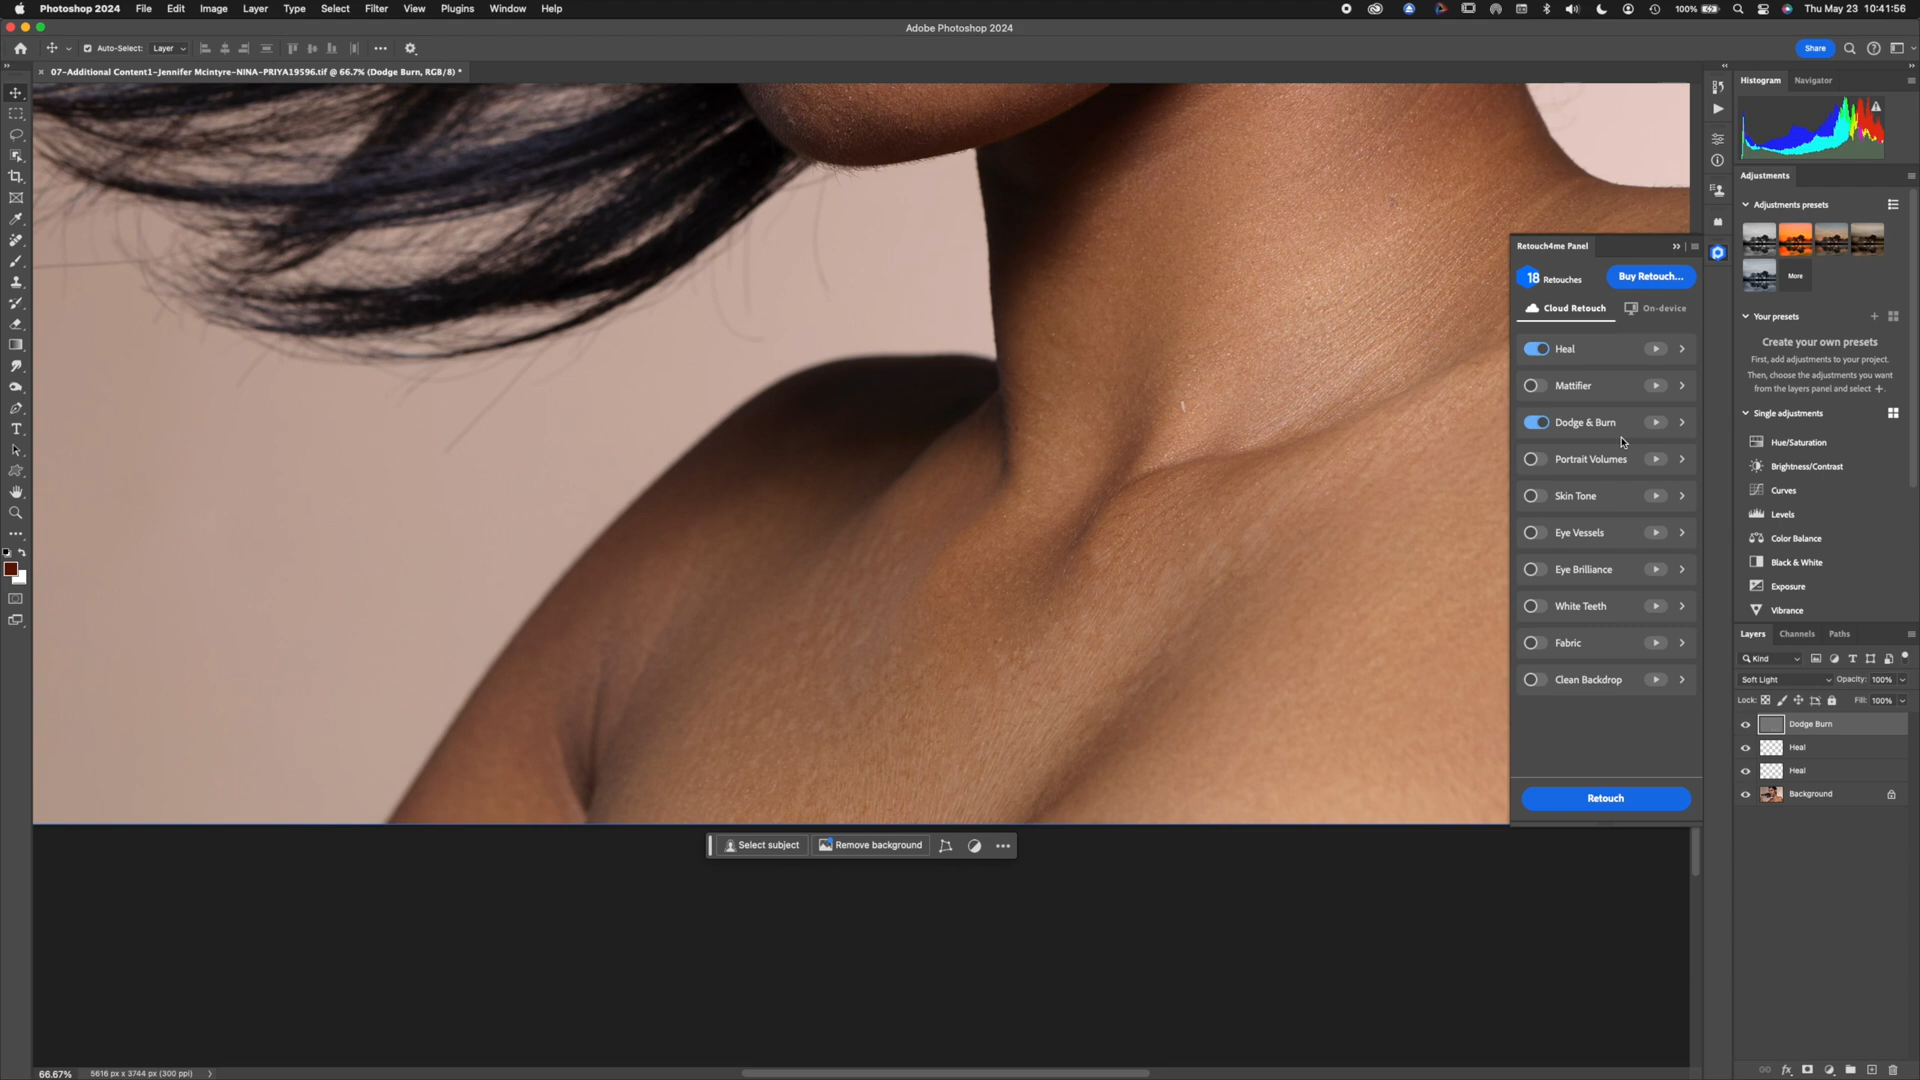 Photoshop 2024 File Edit Image Layer Type Select Filter View Plugins Window Help 100% Thu May 23 10:41:56
Adobe Photoshop 2024
Auto-Select: Layer Share
07-Additional Content1-Jennifer Mcintyre-NINA-PRIYA19596.tif @ 66.7% (Dodge Burn, RGB/8) *
Histogram Navigator
Adjustments
Adjustments presets
More
Your presets
Create your own presets
First, add adjustments to your project.
Then, choose the adjustments you want
from the layers panel and select +.
Single adjustments
Hue/Saturation
Brightness/Contrast
Curves
Levels
Color Balance
Black & White
Exposure
Vibrance
Retouch4me Panel
18 Retouches Buy Retouch...
Cloud Retouch On-device
Heal
Mattifier
Dodge & Burn
Portrait Volumes
Skin Tone
Eye Vessels
Eye Brilliance
White Teeth
Fabric
Clean Backdrop
Retouch
Layers Channels Paths
Kind
Soft Light Opacity: 100%
Lock: Fill: 100%
Dodge Burn
Heal
Heal
Background
Select subject Remove background
66.67% 5616 px x 3744 px (300 ppi)